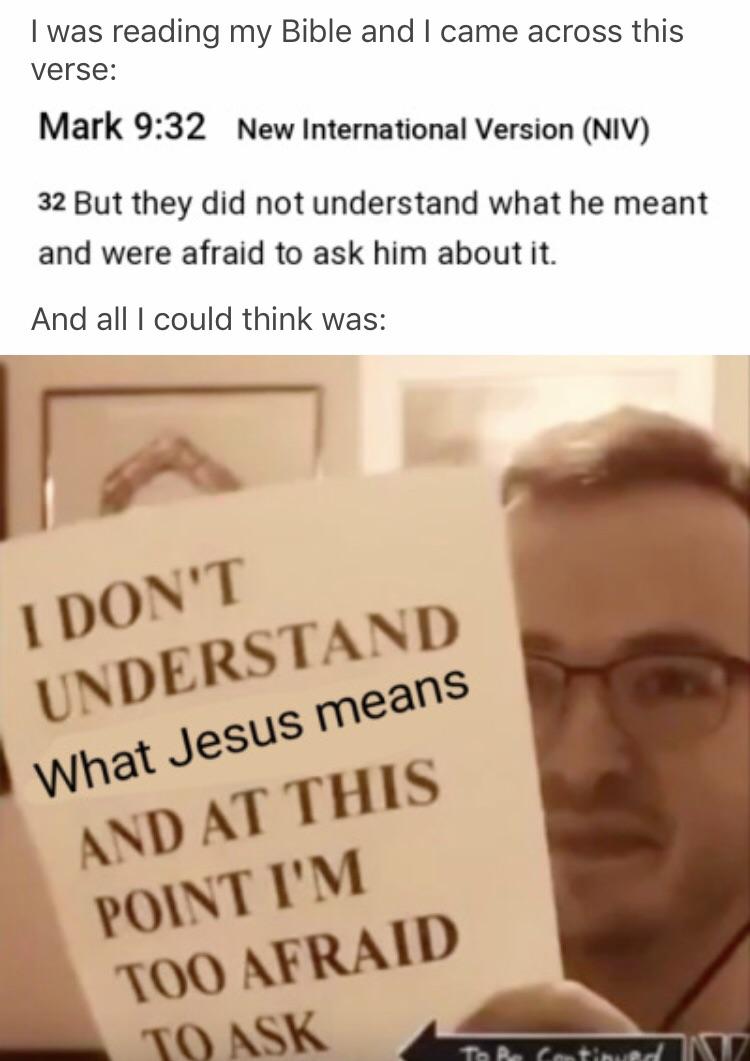 I was reading my Bible and I came across this
verse:
Mark 9:32 New International Version (NIV)
32 But they did not understand what he meant
and were afraid to ask him about it.
And all I could think was:
I DON'T
UNDERSTAND
What Jesus means
AND AT THIS
POINT I'M
TOO AFRAID
TO ASK
To Be Continued